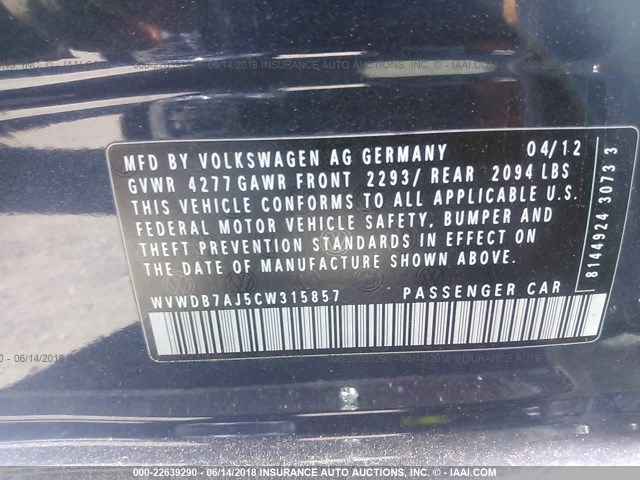 MFD BY VOLKSWAGEN AG GERMANY 04/12
GVWR 4277 GAWR FRONT 2293/ REAR 2094 LBS
THIS VEHICLE CONFORMS TO ALL APPLICABLE U.S.
FEDERAL MOTOR VEHICLE SAFETY, BUMPER AND
THEFT PREVENTION STANDARDS IN EFFECT ON
THE DATE OF MANUFACTURE SHOWN ABOVE.
WVWDB7AJ5CW315857 PASSENGER CAR
8144924 3073 3
000-22639290 - 06/14/2018 - INSURANCE AUTO AUCTIONS, INC. - © - IAAI.COM